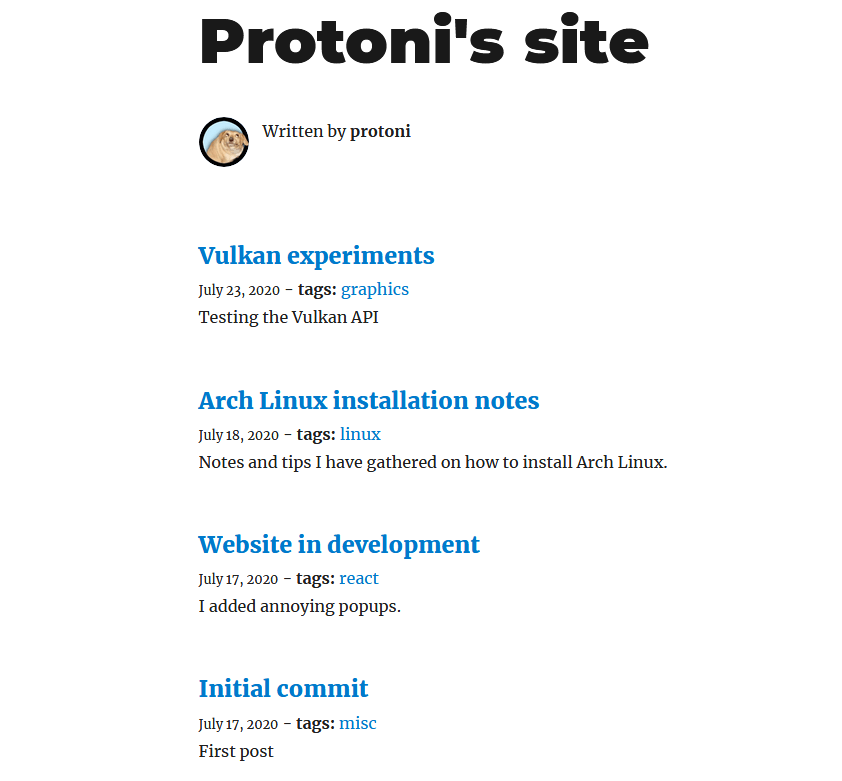 Protoni's site
Written by protoni
Vulkan experiments
July 23, 2020 - tags: graphics
Testing the Vulkan API
Arch Linux installation notes
July 18, 2020 - tags: linux
Notes and tips I have gathered on how to install Arch Linux.
Website in development
July 17, 2020 - tags: react
I added annoying popups.
Initial commit
July 17, 2020 - tags: misc
First post